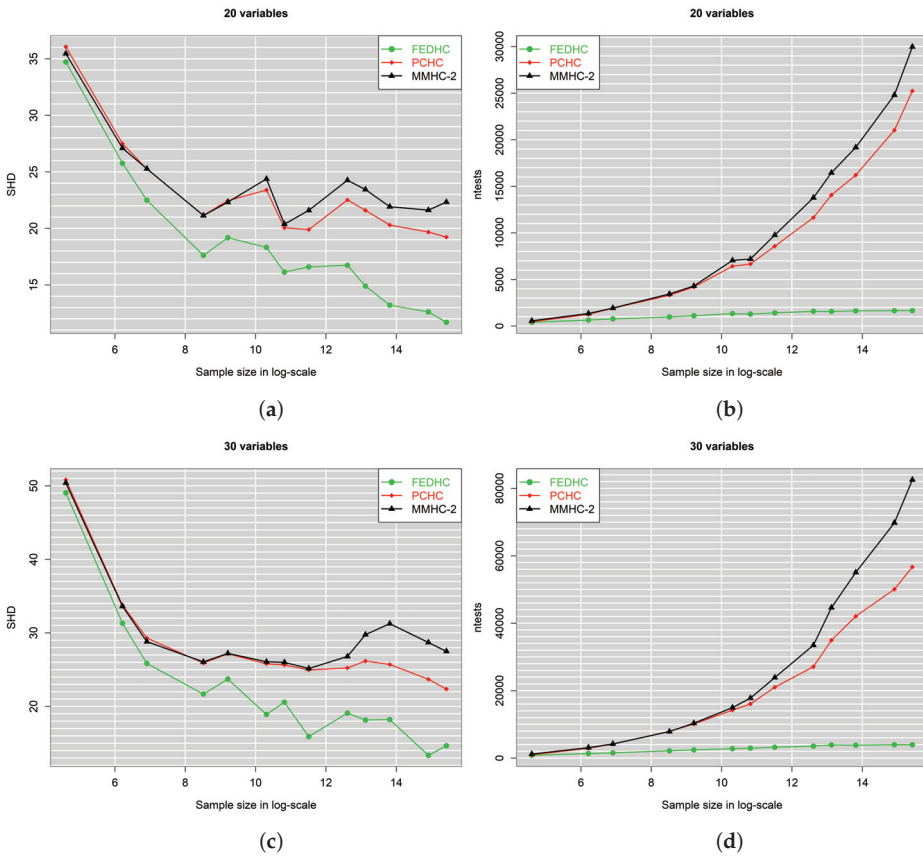 20 variables
FEDHC
PCHC
MMHC-2
SHD
35
30
25
20
15
6 8 10 12 14
Sample size in log-scale
(a)
20 variables
FEDHC
PCHC
MMHC-2
ntests
30000
25000
20000
15000
10000
5000
0
6 8 10 12 14
Sample size in log-scale
(b)
30 variables
FEDHC
PCHC
MMHC-2
SHD
50
40
30
20
6 8 10 12 14
Sample size in log-scale
(c)
30 variables
FEDHC
PCHC
MMHC-2
ntests
80000
60000
40000
20000
0
6 8 10 12 14
Sample size in log-scale
(d)